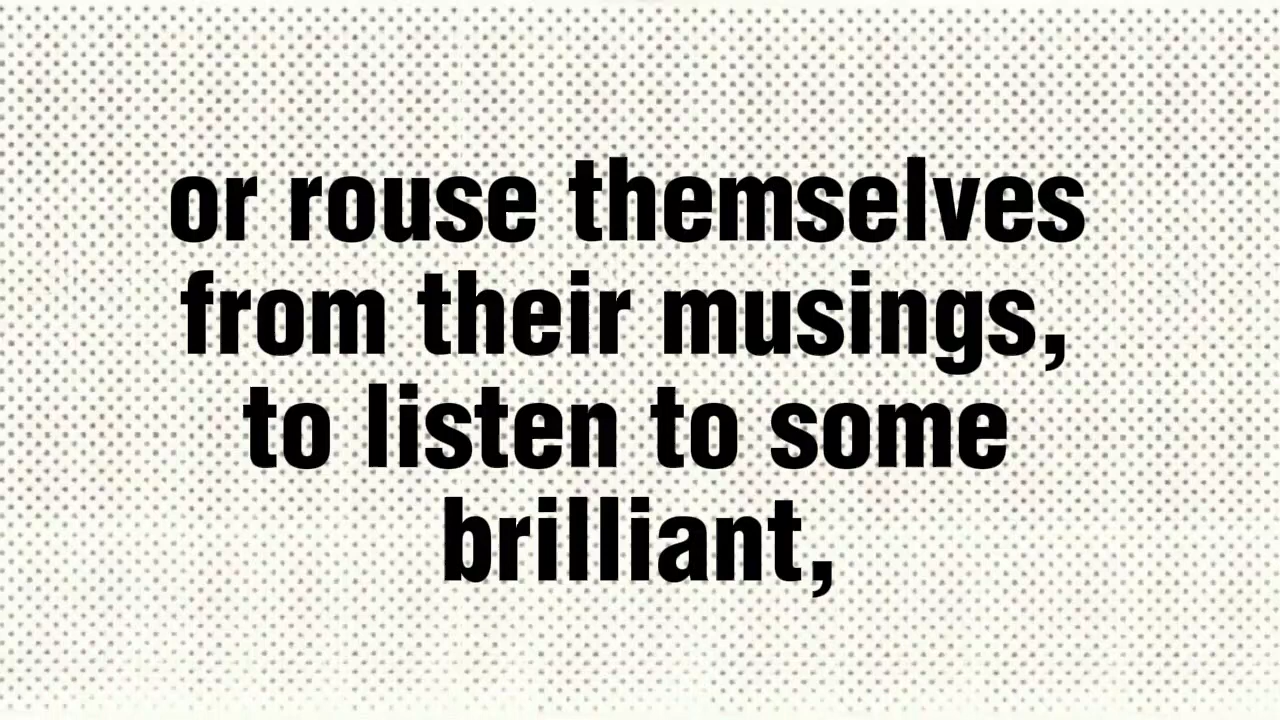 or rouse themselves
from their musings,
to listen to some
brilliant,